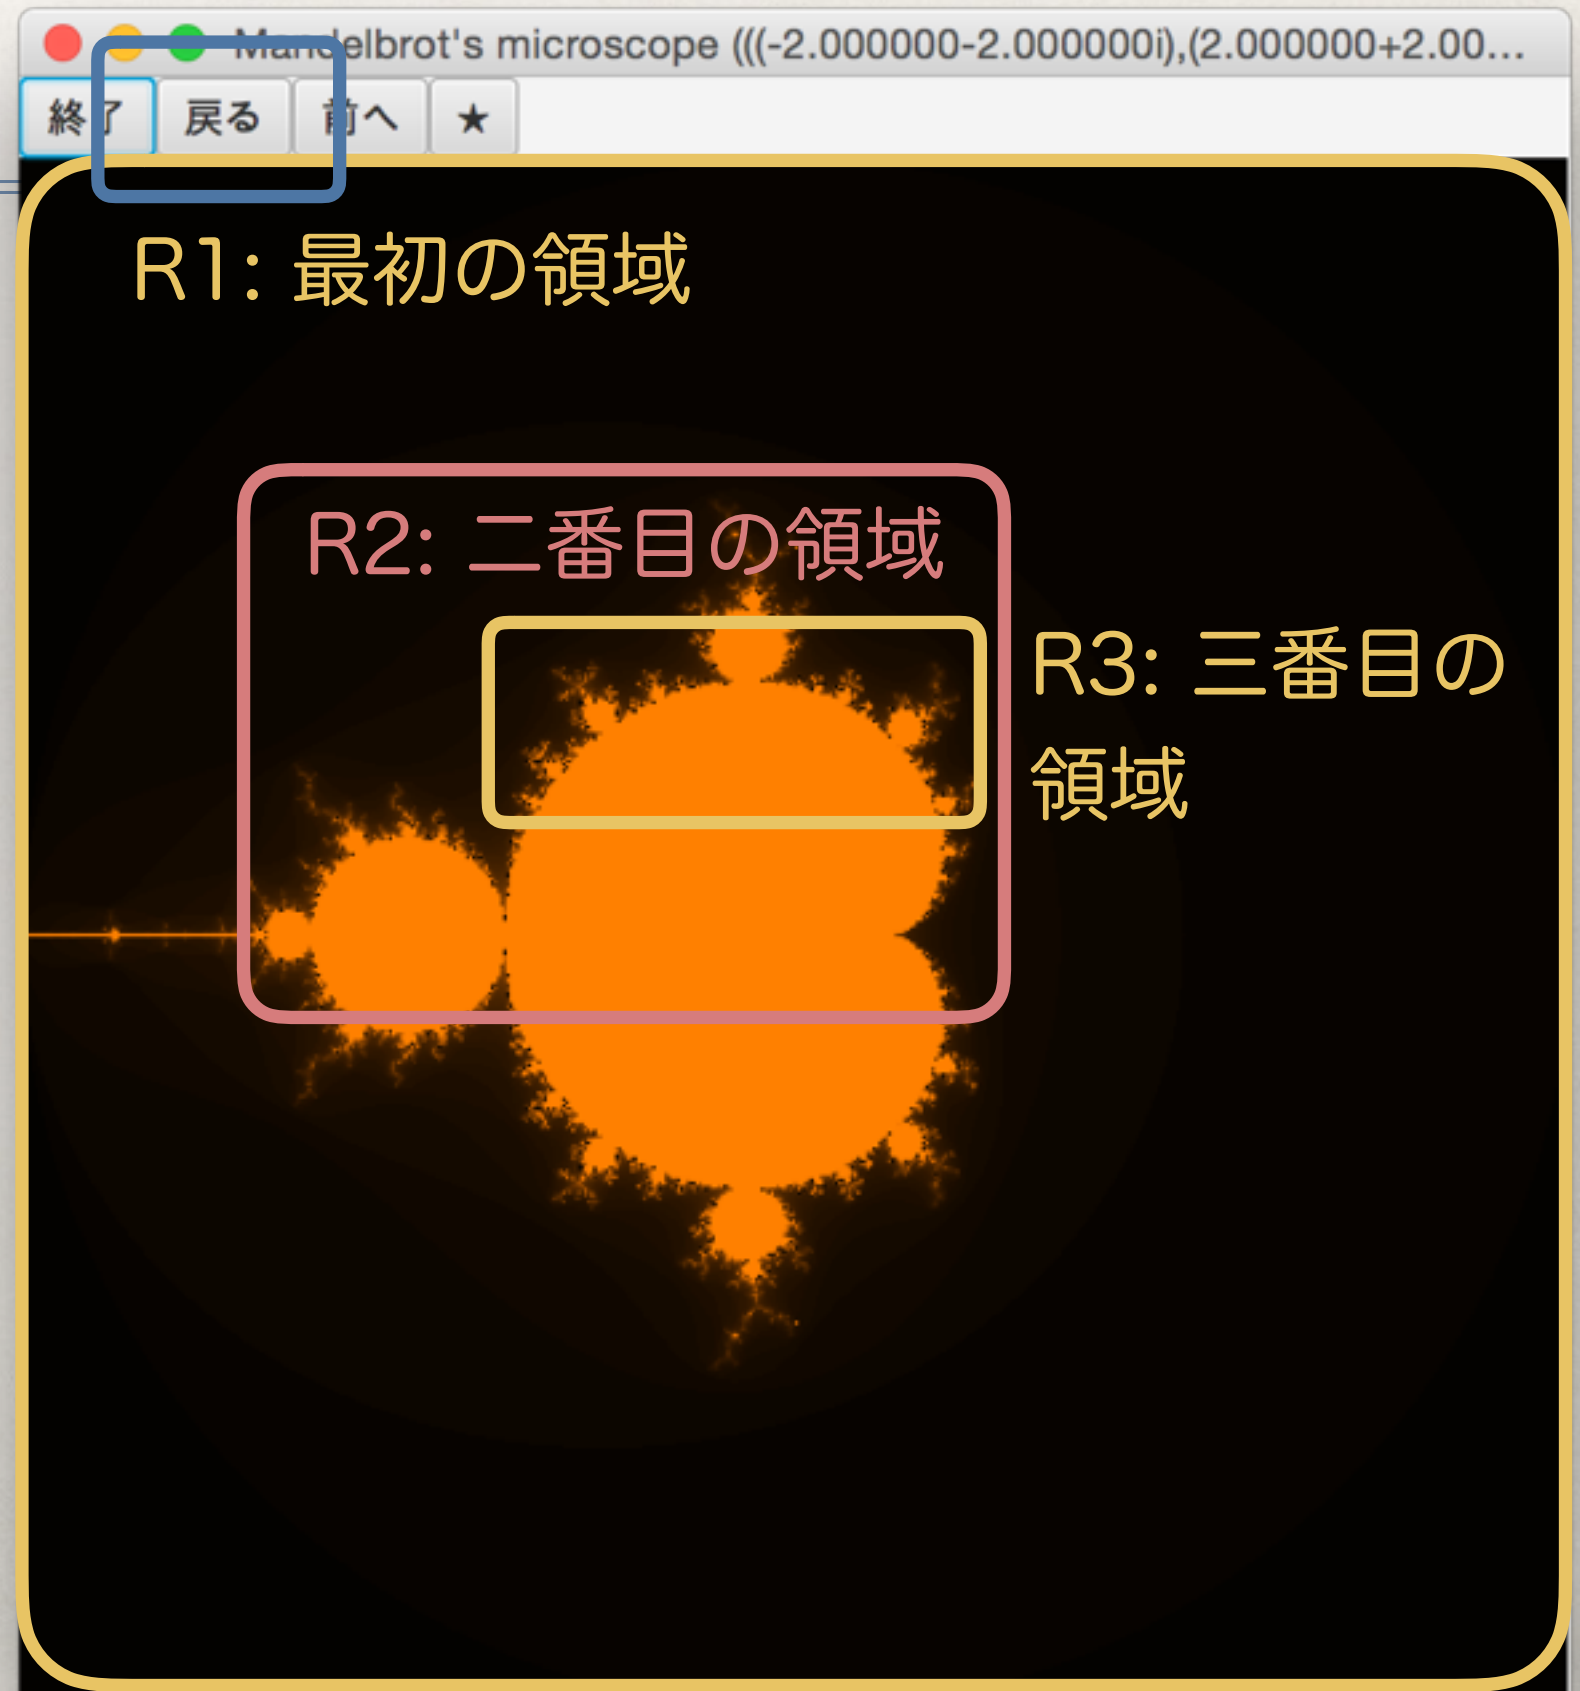 Mandelbrot's microscope (((-2.000000-2.000000i),(2.000000+2.00...
終了 戻る 前へ ★
R1: 最初の領域
R2: 二番目の領域
R3: 三番目の
領域